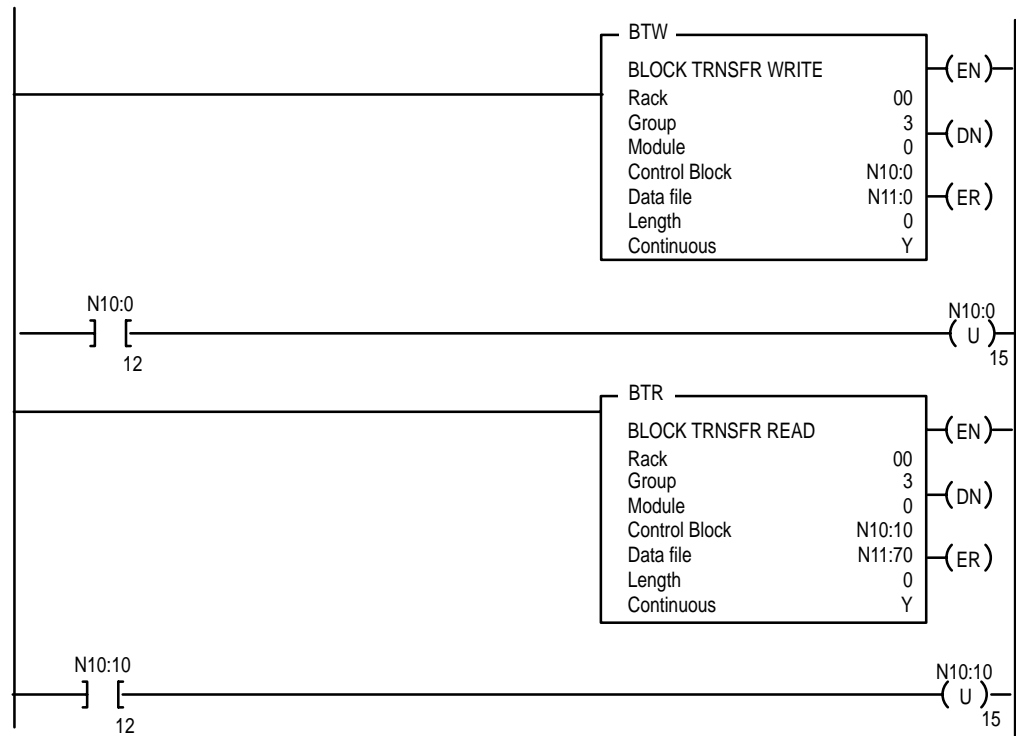 BTW
BLOCK TRNSFR WRITE
EN
Rack 00
Group 3
DN
Module 0
Control Block N10:0
Data file N11:0
ER
Length 0
Continuous Y
N10:0
N10:0
U
12
15
BTR
BLOCK TRNSFR READ
EN
Rack 00
Group 3
DN
Module 0
Control Block N10:10
Data file N11:70
ER
Length 0
Continuous Y
N10:10
N10:10
U
12
15